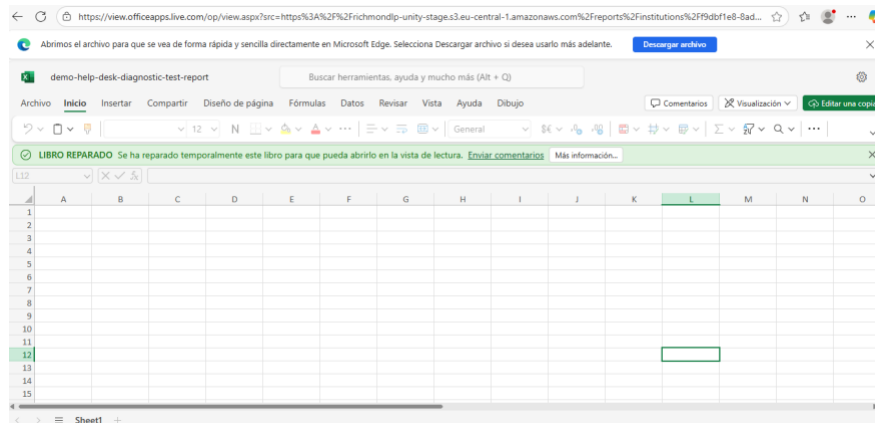 https://view.officeapps.live.com/op/view.aspx?src=https%3A%2F%2Frichmondlp-unity-stage.s3.eu-central-1.amazonaws.com%2Freports%2Finstitutions%2Ff9dbf1e8-8ad...
Abrimos el archivo para que se vea de forma rápida y sencilla directamente en Microsoft Edge. Selecciona Descargar archivo si desea usarlo más adelante. Descargar archivo
demo-help-desk-diagnostic-test-report Buscar herramientas, ayuda y mucho más (Alt + Q)
Archivo Inicio Insertar Compartir Diseño de página Fórmulas Datos Revisar Vista Ayuda Dibujo Comentarios Visualización Editar una copia
12 N General
LIBRO REPARADO Se ha reparado temporalmente este libro para que pueda abrirlo en la vista de lectura. Enviar comentarios Más información...
L12 fx
A B C D E F G H I J K L M N O
1
2
3
4
5
6
7
8
9
10
11
12
13
14
15
Sheet1